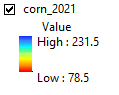 corn_2021
Value
High : 231.5
Low : 78.5